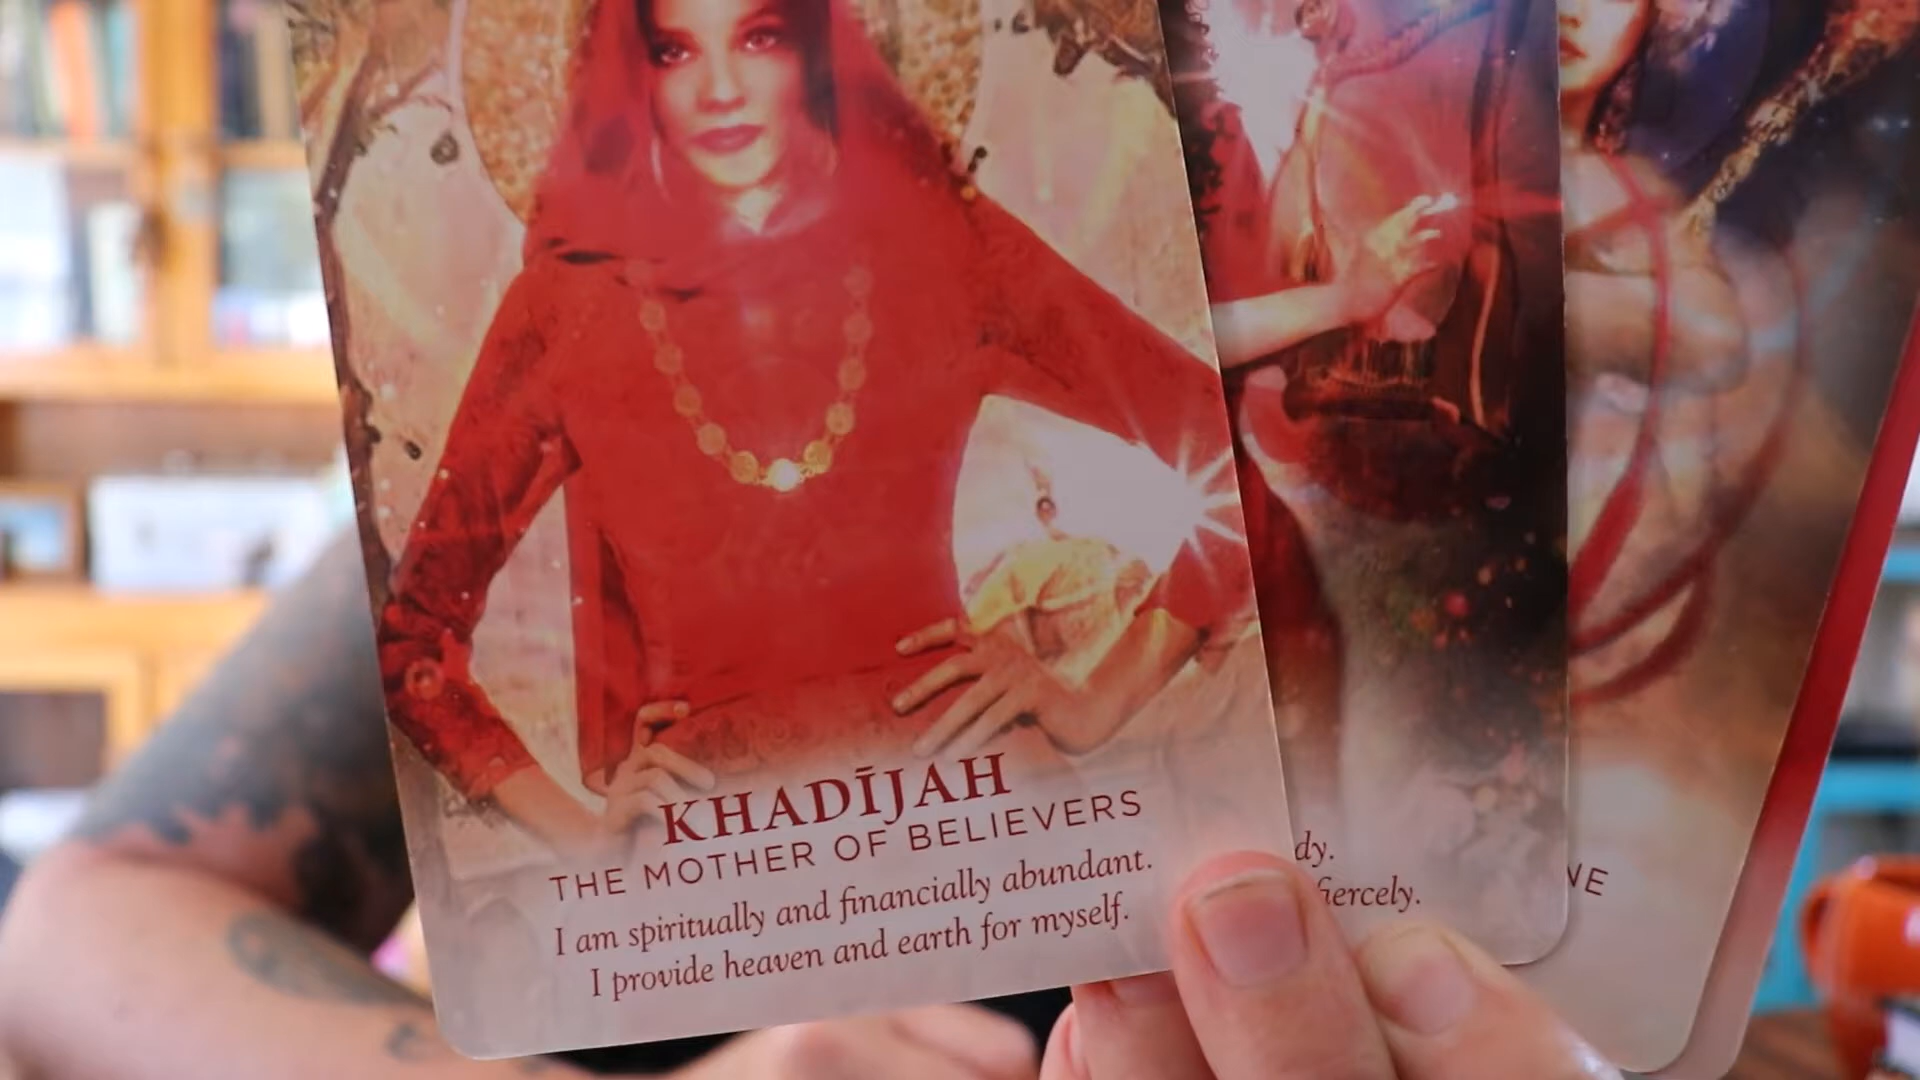 KHADĪJAH
THE MOTHER OF BELIEVERS
I am spiritually and financially abundant.
I provide heaven and earth for myself.
dy.
fiercely.
NE